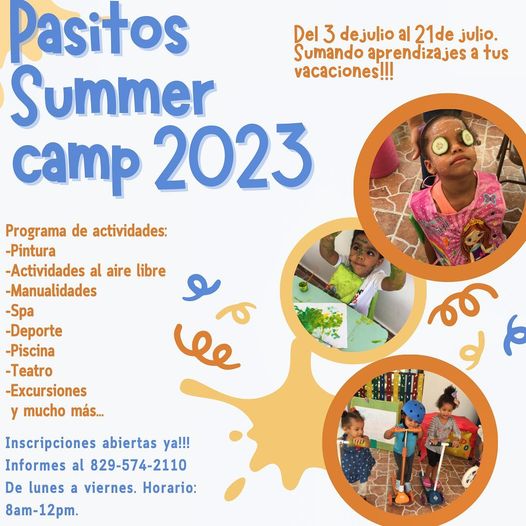 Pasitos
Summer
camp 2023
Del 3 dejulio al 21de julio.
Sumando aprendizajes a tus
vacaciones!!!
Programa de actividades:
-Pintura
-Actividades al aire libre
-Manualidades
-Spa
-Deporte
-Piscina
-Teatro
-Excursiones
y mucho más...
Inscripciones abiertas ya!!!
Informes al 829-574-2110
De lunes a viernes. Horario:
8am-12pm.